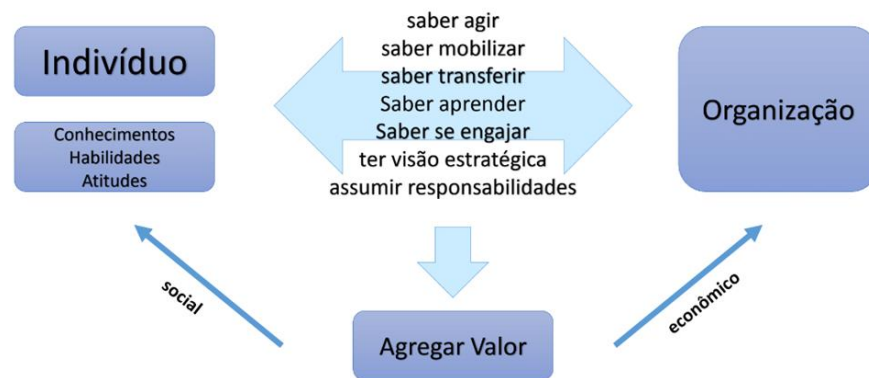 Indivíduo
Conhecimentos
Habilidades
Atitudes
saber agir
saber mobilizar
saber transferir
Saber aprender
Saber se engajar
ter visão estratégica
assumir responsabilidades
Organização
social
Agregar Valor
econômico